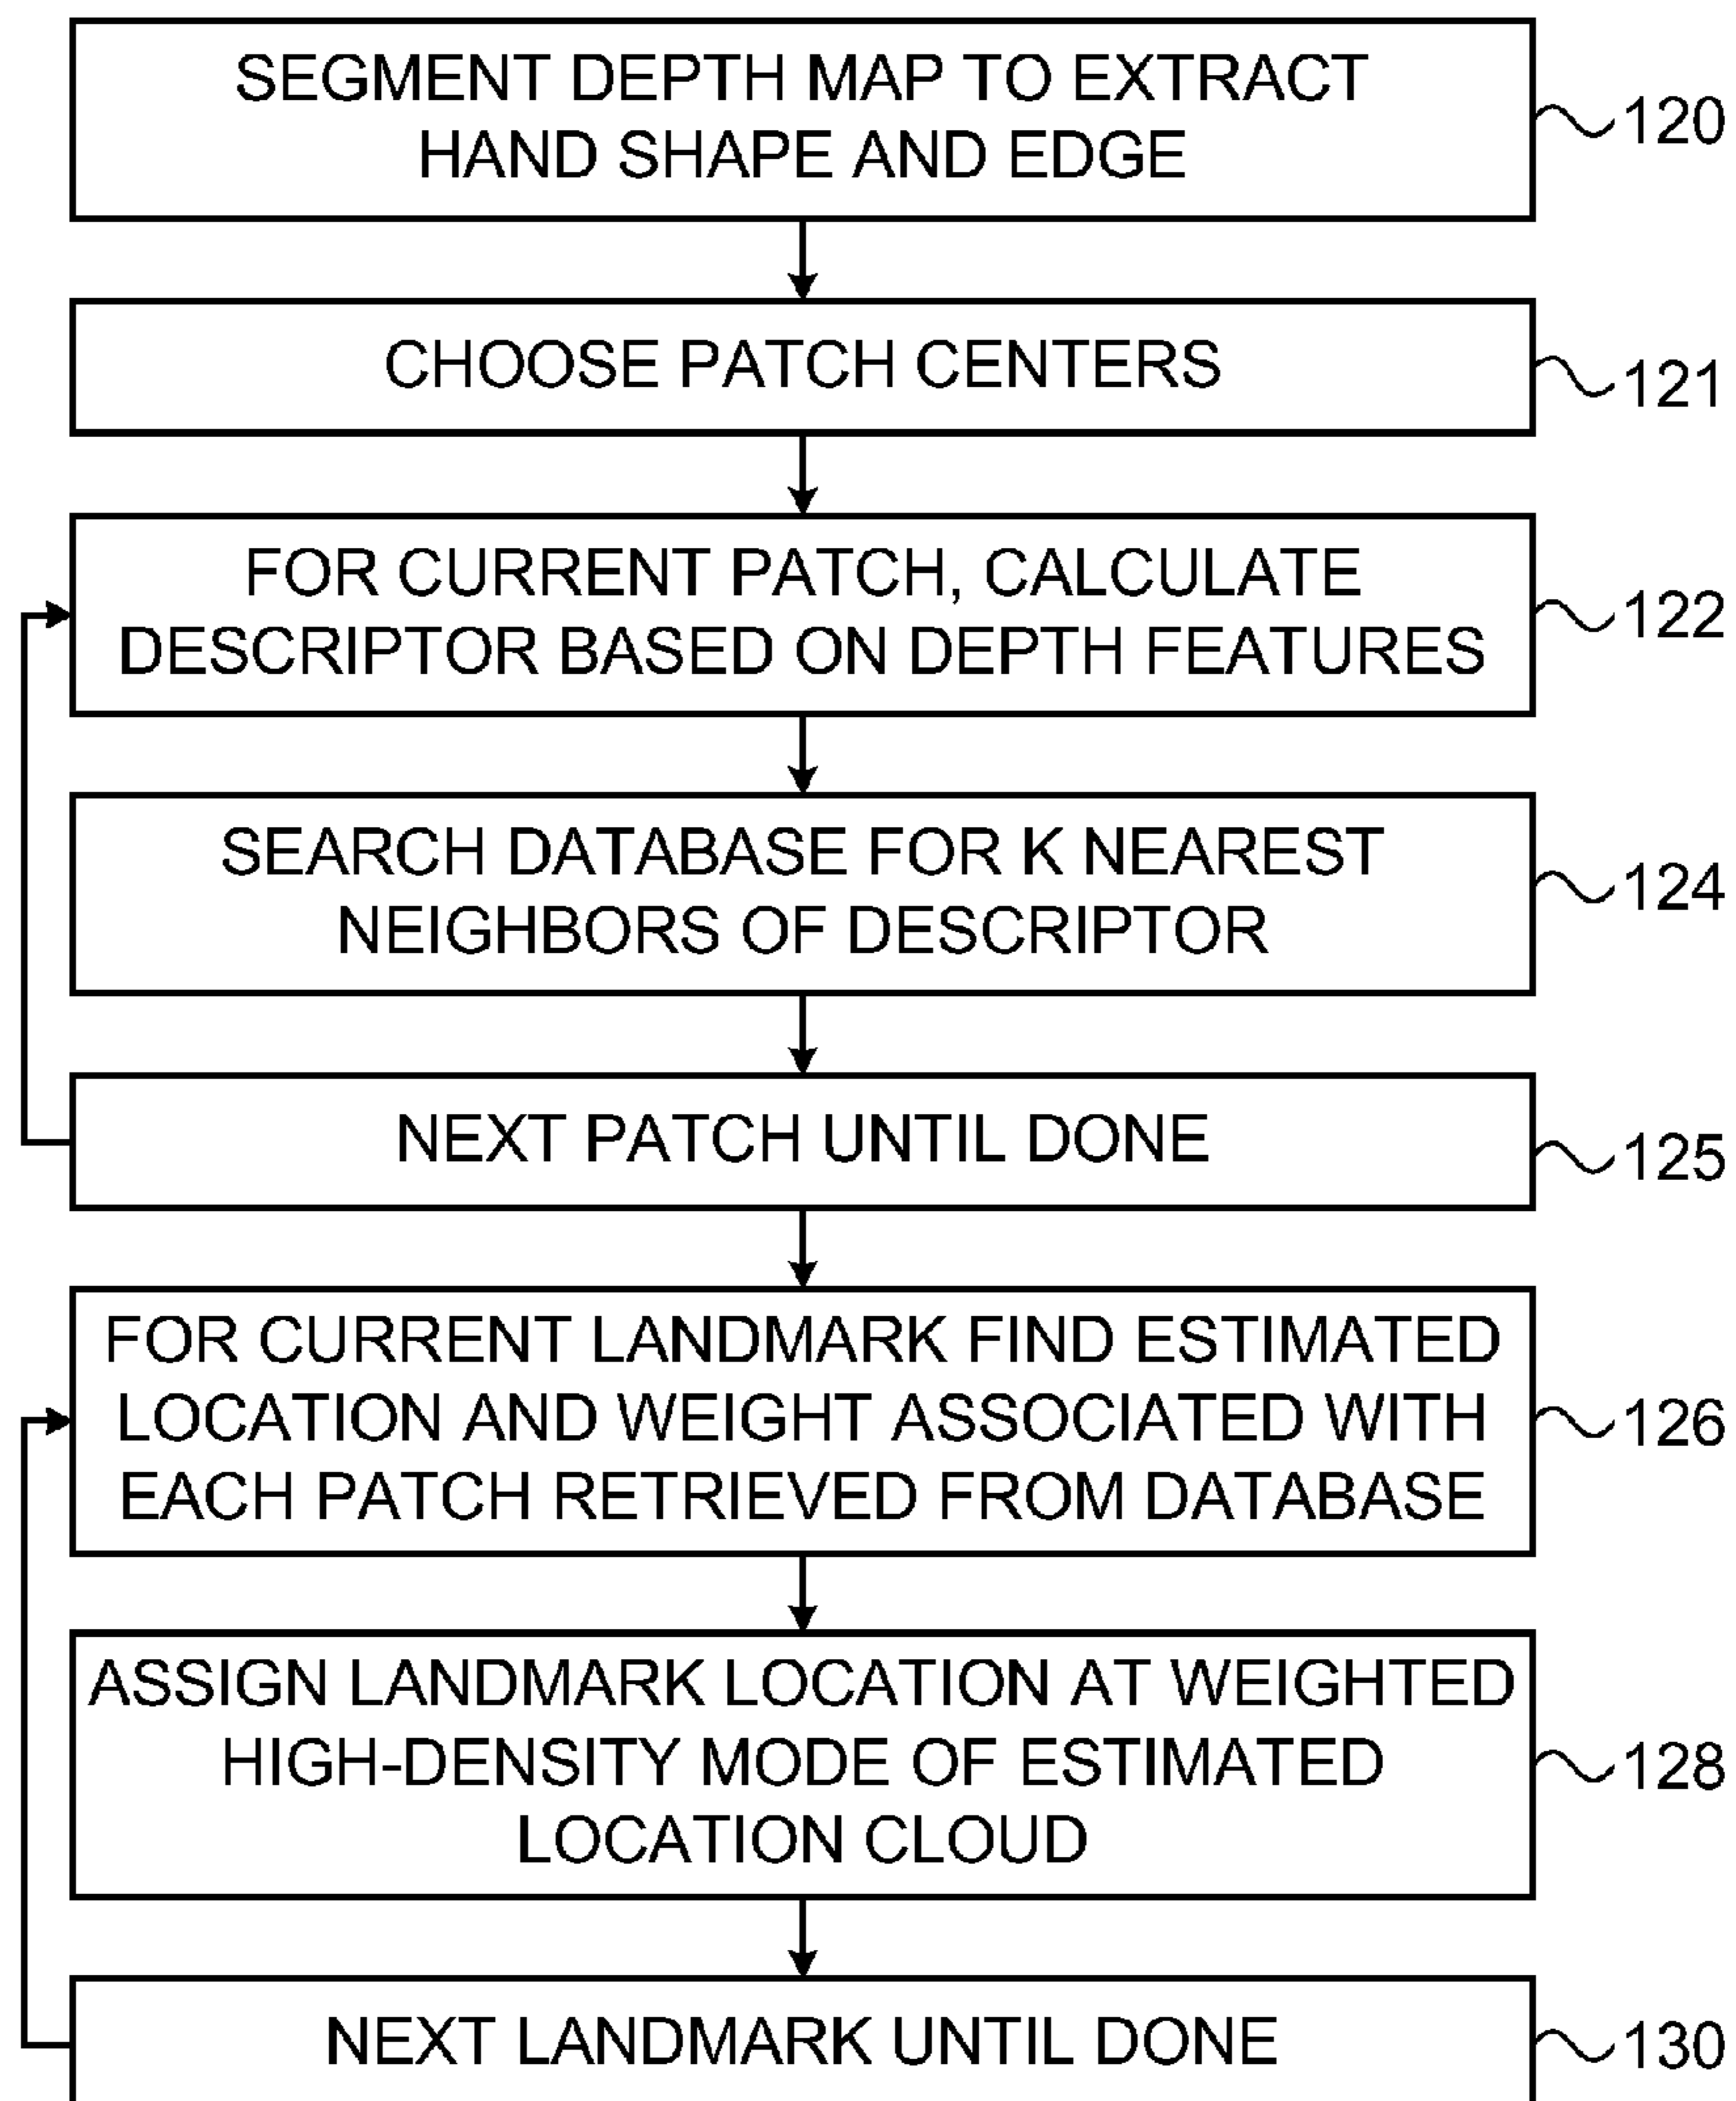 SEGMENT DEPTH MAP TO EXTRACT
HAND SHAPE AND EDGE
120
CHOOSE PATCH CENTERS
121
FOR CURRENT PATCH, CALCULATE
DESCRIPTOR BASED ON DEPTH FEATURES
122
SEARCH DATABASE FOR K NEAREST
NEIGHBORS OF DESCRIPTOR
124
NEXT PATCH UNTIL DONE
125
FOR CURRENT LANDMARK FIND ESTIMATED
LOCATION AND WEIGHT ASSOCIATED WITH
EACH PATCH RETRIEVED FROM DATABASE
126
ASSIGN LANDMARK LOCATION AT WEIGHTED
HIGH-DENSITY MODE OF ESTIMATED
LOCATION CLOUD
128
NEXT LANDMARK UNTIL DONE
130